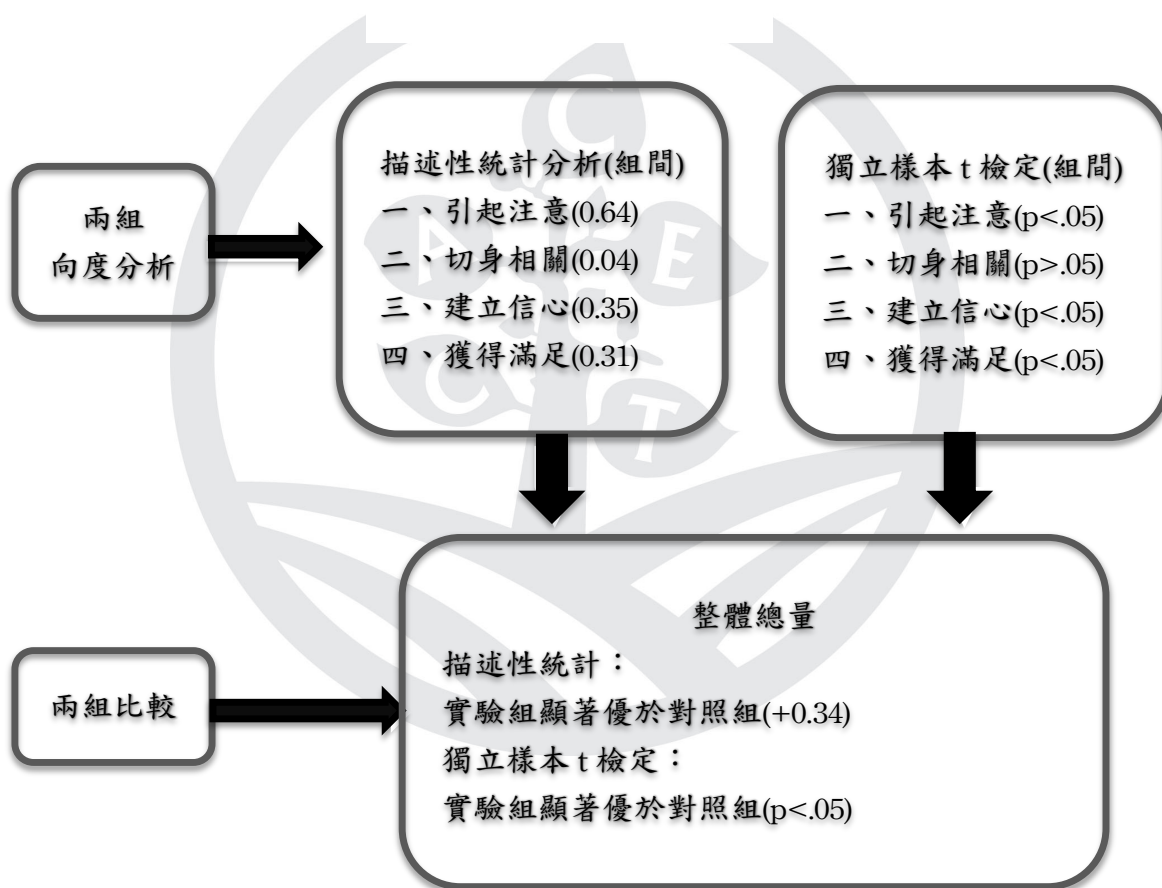 兩組
向度分析
描述性統計分析(組間)
一、引起注意(0.64)
二、切身相關(0.04)
三、建立信心(0.35)
四、獲得滿足(0.31)
獨立樣本 t 檢定(組間)
一、引起注意(p<.05)
二、切身相關(p>.05)
三、建立信心(p<.05)
四、獲得滿足(p<.05)
兩組比較
整體總量
描述性統計：
實驗組顯著優於對照組(+0.34)
獨立樣本 t 檢定：
實驗組顯著優於對照組(p<.05)
C
A
E
C
T